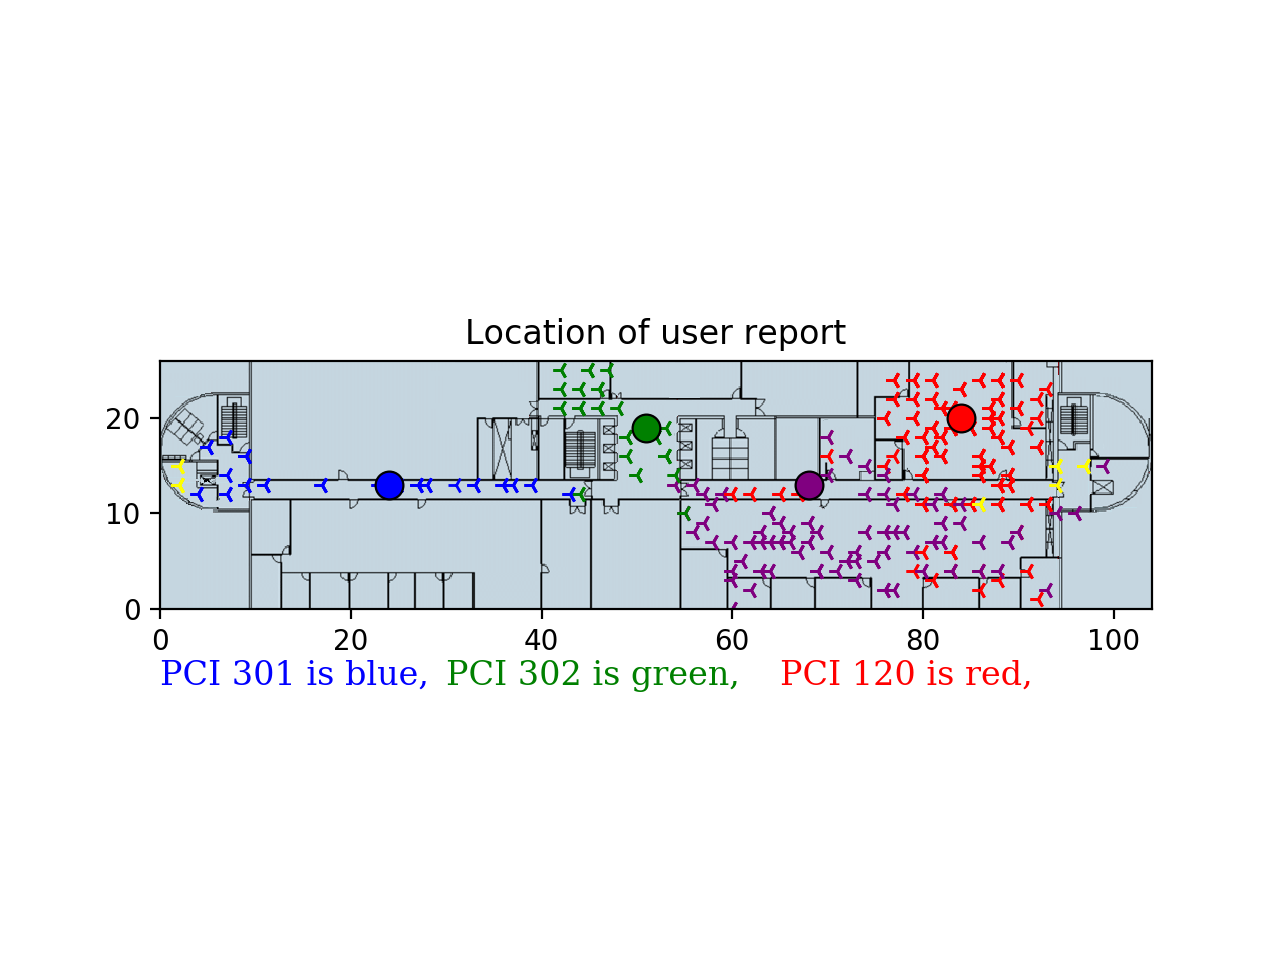 Location of user report
20
10
0
0 20 40 60 80 100
PCI 301 is blue, PCI 302 is green, PCI 120 is red,